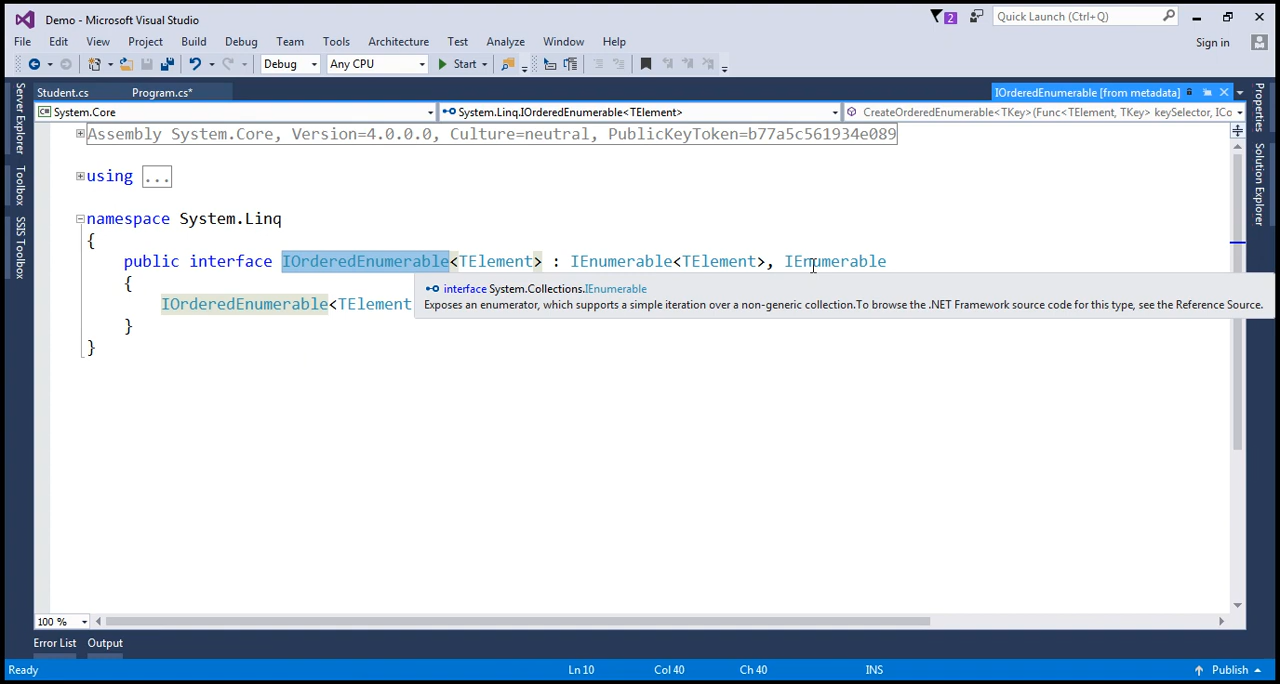 Demo - Microsoft Visual Studio
2
Quick Launch (Ctrl+Q)
File Edit View Project Build Debug Team Tools Architecture Test Analyze Window Help
Sign in
Debug Any CPU Start
Student.cs Program.cs* IOrderedEnumerable [from metadata]
System.Core System.Linq.IOrderedEnumerable<TElement> CreateOrderedEnumerable<TKey>(Func<TElement, TKey> keySelector, ICo
Server Explorer
Toolbox
SSIS Toolbox
Assembly System.Core, Version=4.0.0.0, Culture=neutral, PublicKeyToken=b77a5c561934e089
using ...
namespace System.Linq
{
public interface IOrderedEnumerable<TElement> : IEnumerable<TElement>, IEnumerable
{
interface System.Collections.IEnumerable
Exposes an enumerator, which supports a simple iteration over a non-generic collection.To browse the .NET Framework source code for this type, see the Reference Source.
IOrderedEnumerable<TElement
}
}
Properties
Solution Explorer
100 %
Error List Output
Ready Ln 10 Col 40 Ch 40 INS Publish